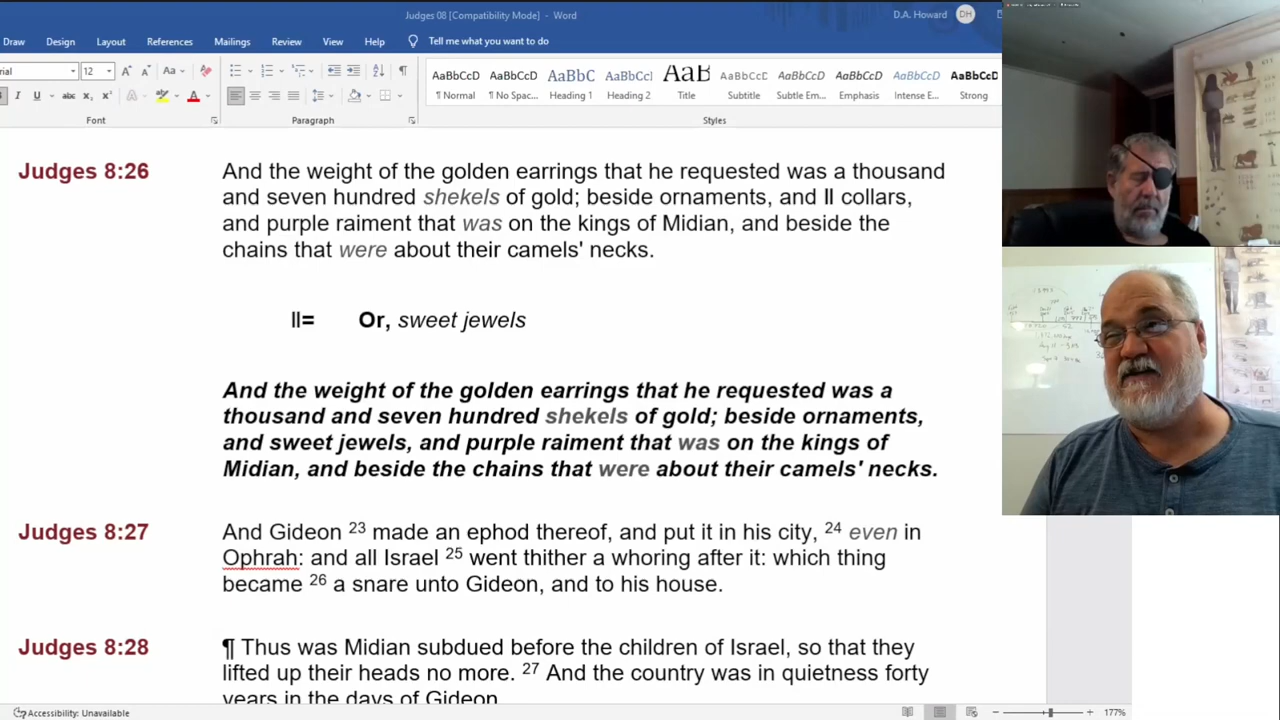 Judges 08 [Compatibility Mode] - Word
D.A. Howard
DH
Draw Design Layout References Mailings Review View Help Tell me what you want to do
12
AaBbCcD AaBbCcD AaBbC AaBbCcI AaB AaBbCcD AaBbCcD AaBbCcD AaBbCcD AaBbCcD
¶ Normal ¶ No Spac... Heading 1 Heading 2 Title Subtitle Subtle Em... Emphasis Intense E... Strong
Font Paragraph Styles
Judges 8:26 And the weight of the golden earrings that he requested was a thousand
and seven hundred shekels of gold; beside ornaments, and ǁ collars,
and purple raiment that was on the kings of Midian, and beside the
chains that were about their camels' necks.
ǁ= Or, sweet jewels
And the weight of the golden earrings that he requested was a
thousand and seven hundred shekels of gold; beside ornaments,
and sweet jewels, and purple raiment that was on the kings of
Midian, and beside the chains that were about their camels' necks.
Judges 8:27 And Gideon 23 made an ephod thereof, and put it in his city, 24 even in
Ophrah: and all Israel 25 went thither a whoring after it: which thing
became 26 a snare unto Gideon, and to his house.
Judges 8:28 ¶ Thus was Midian subdued before the children of Israel, so that they
lifted up their heads no more. 27 And the country was in quietness forty
years in the days of Gideon.
Accessibility: Unavailable
177%